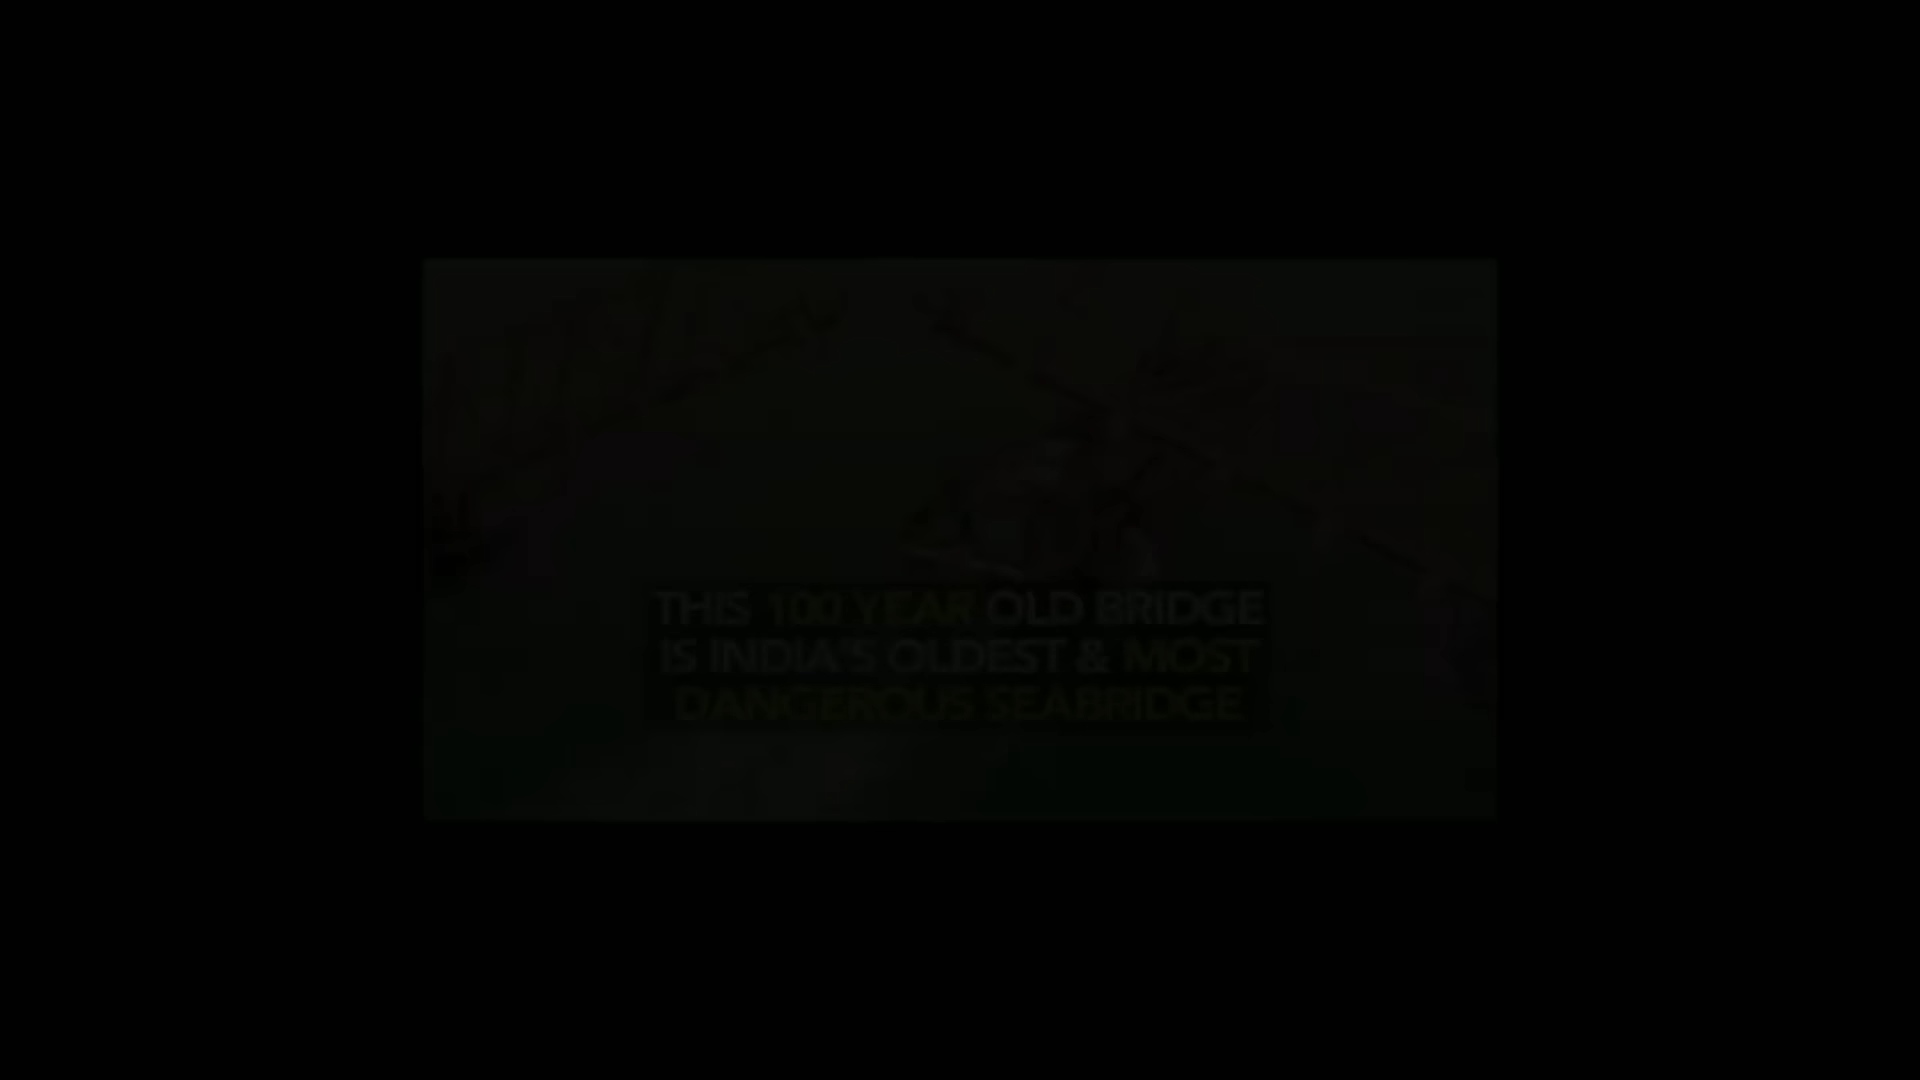 THIS 100 YEAR OLD BRIDGE
IS INDIA'S OLDEST & MOST
DANGEROUS SEABRIDGE